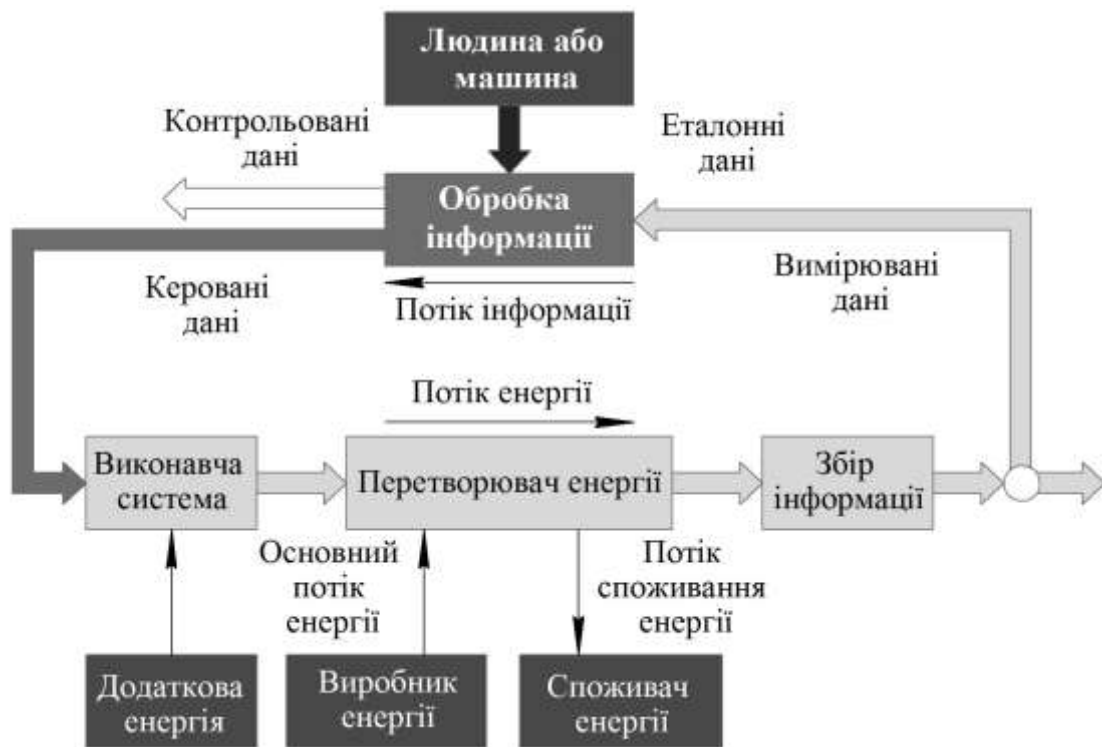 Людина або
машина
Контрольовані
дані
Еталонні
дані
Обробка
інформації
Керовані
дані
Вимірювані
дані
Потік інформації
Потік енергії
Виконавча
система
Перетворювач енергії
Збір
інформації
Основний
потік
енергії
Потік
споживання
енергії
Додаткова
енергія
Виробник
енергії
Споживач
енергії